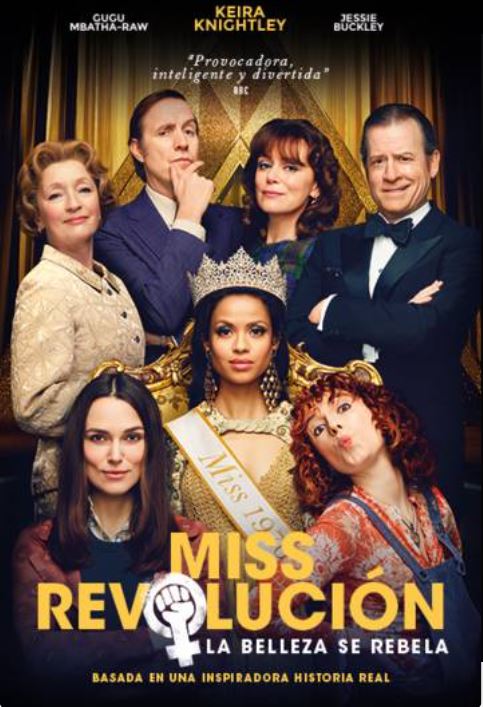 GUGU
MBATHA-RAW
KEIRA
KNIGHTLEY
JESSIE
BUCKLEY
"Provocadora,
inteligente y divertida"
BBC
Miss 19
MISS
REVOLUCIÓN
LA BELLEZA SE REBELA
BASADA EN UNA INSPIRADORA HISTORIA REAL